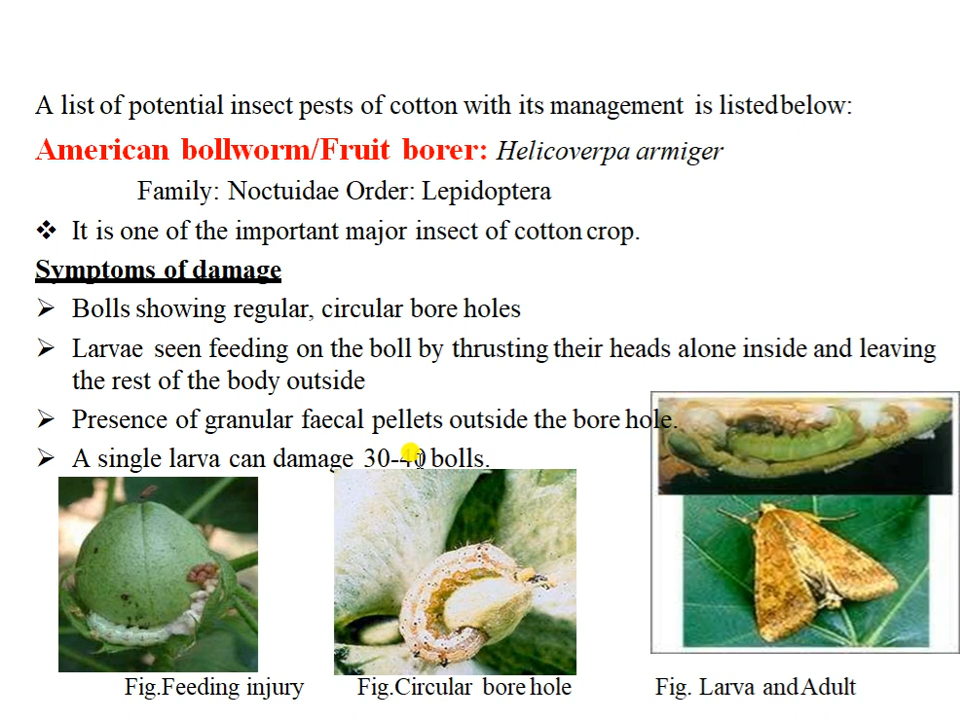 A list of potential insect pests of cotton with its management is listed below:
American bollworm/Fruit borer: Helicoverpa armiger
Family: Noctuidae Order: Lepidoptera
❖ It is one of the important major insect of cotton crop.
Symptoms of damage
➢ Bolls showing regular, circular bore holes
➢ Larvae seen feeding on the boll by thrusting their heads alone inside and leaving
the rest of the body outside
➢ Presence of granular faecal pellets outside the bore hole.
➢ A single larva can damage 30-40 bolls.
Fig.Feeding injury
Fig.Circular bore hole
Fig. Larva and Adult